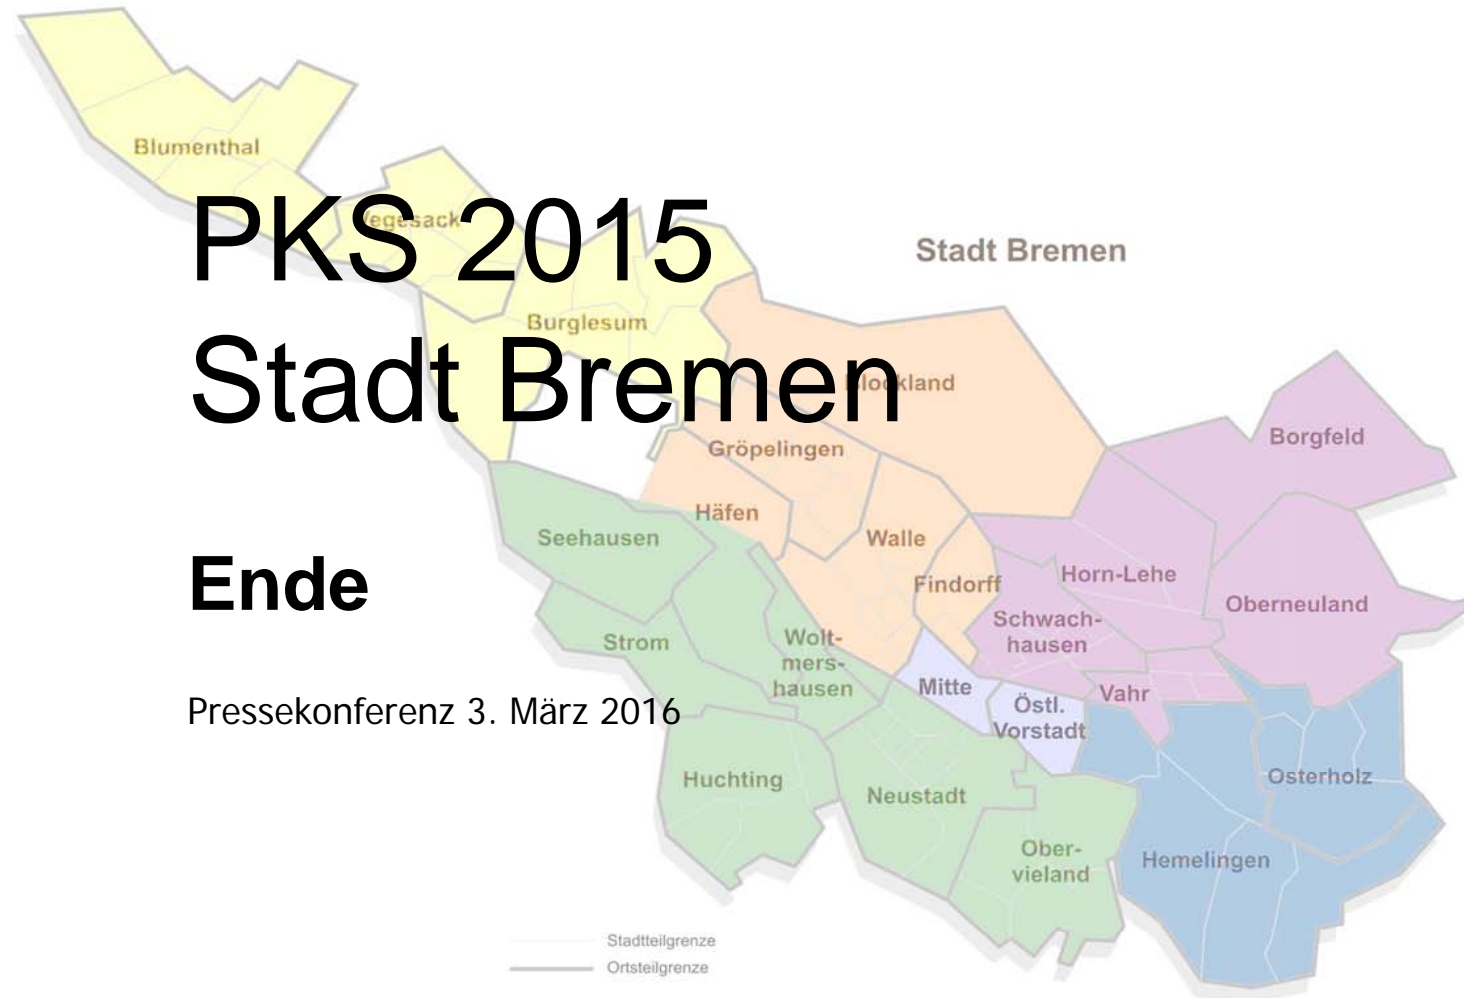 Blumenthal
Vegesack
PKS 2015
Stadt Bremen
Burglesum
Stadt Bremen
Blockland
Borgfeld
Gröpelingen
Häfen
Seehausen
Walle
Ende
Findorff
Horn-Lehe
Oberneuland
Schwach-
hausen
Strom
Wolt-
mers-
hausen
Mitte
Östl.
Vorstadt
Vahr
Pressekonferenz 3. März 2016
Huchting
Neustadt
Osterholz
Ober-
vieland
Hemelingen
Stadtteilgrenze
Ortsteilgrenze